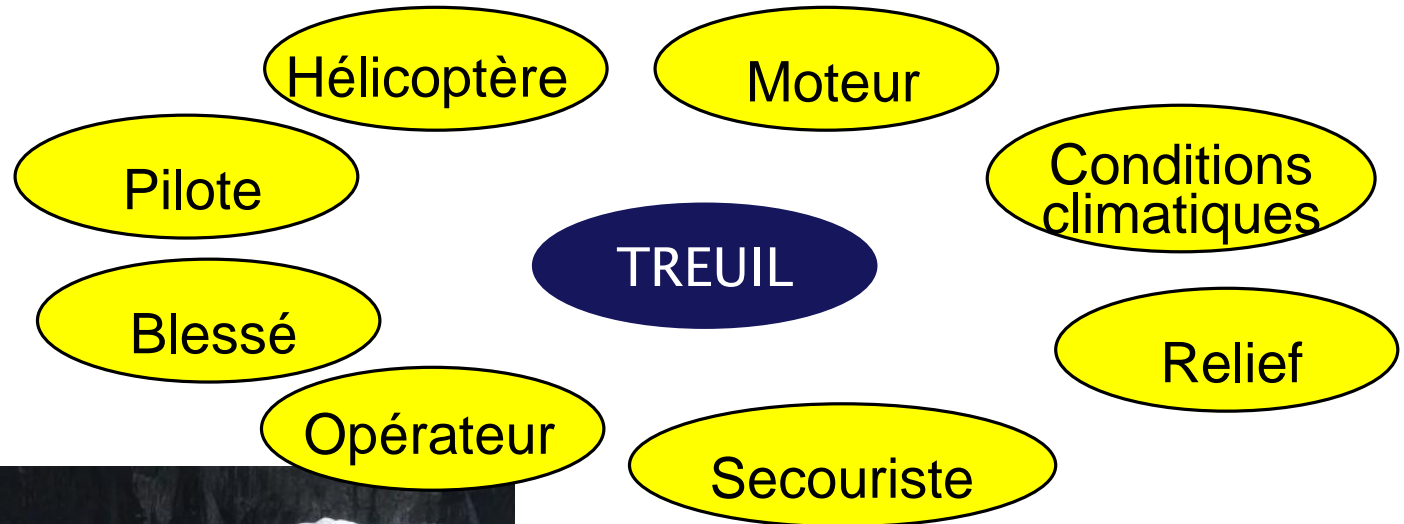 Hélicoptère
Moteur
Pilote
Conditions
climatiques
TREUIL
Blessé
Relief
Opérateur
Secouriste